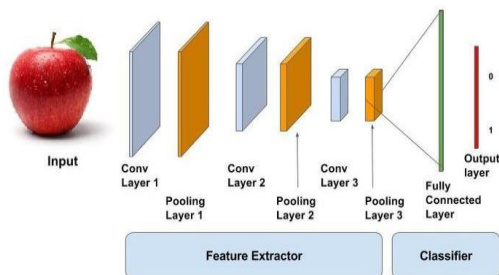 Input
Conv
Layer 1
Pooling
Layer 1
Conv
Layer 2
Pooling
Layer 2
Conv
Layer 3
Pooling
Layer 3
Fully
Connected
Layer
Output
layer
0
1
Feature Extractor
Classifier